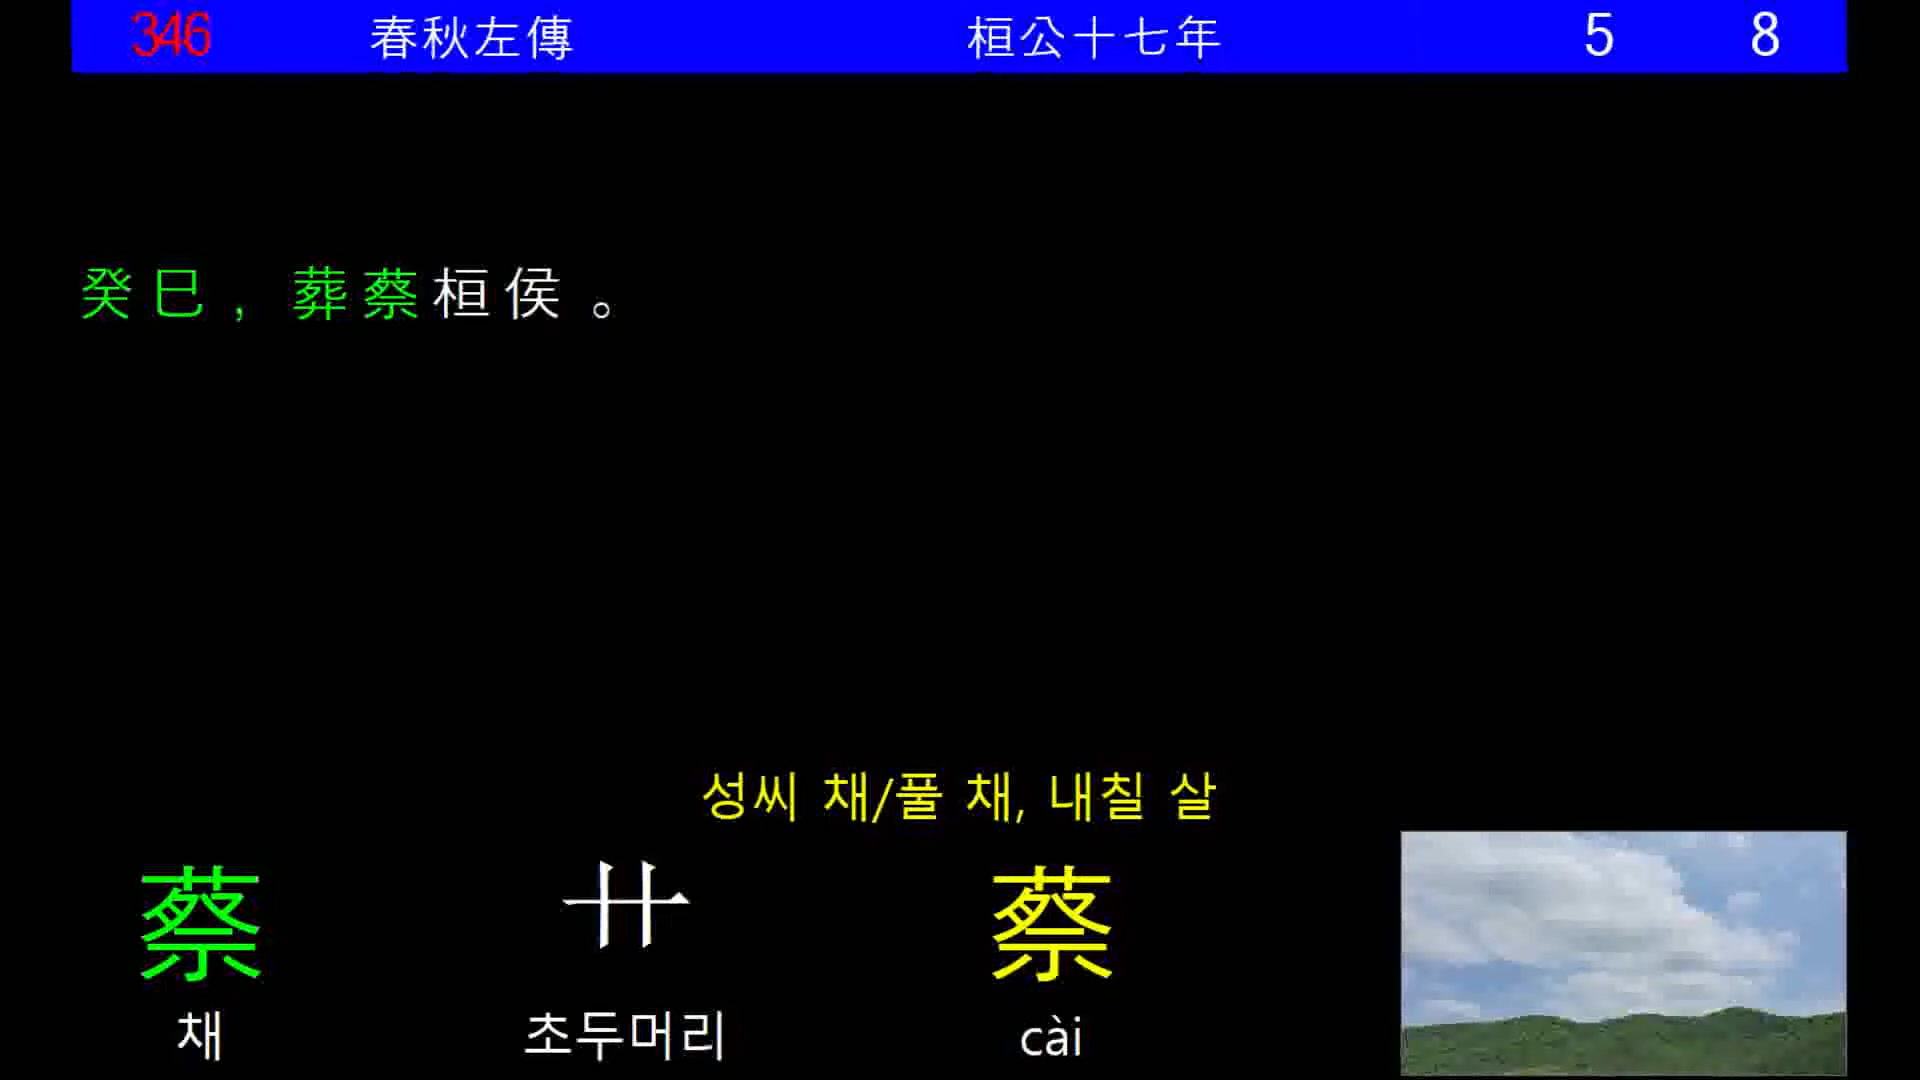 346 春秋左傳 桓公十七年 5 8
癸巳，葬蔡桓侯。
성씨 채/풀 채, 내칠 살
蔡 卄 蔡
채 초두머리 cài